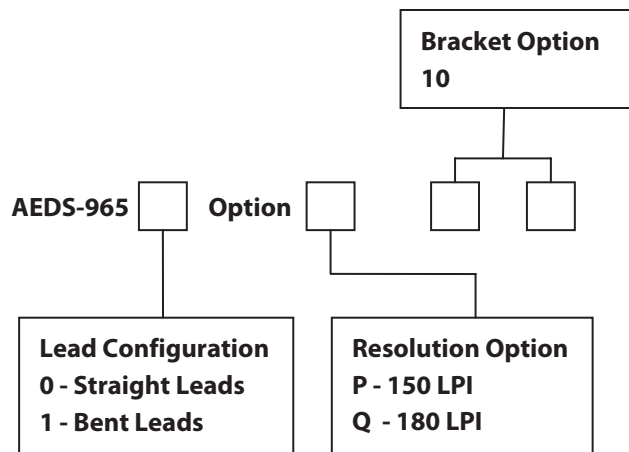 Bracket Option
10
AEDS-965 Option
Lead Configuration
0 - Straight Leads
1 - Bent Leads
Resolution Option
P - 150 LPI
Q - 180 LPI